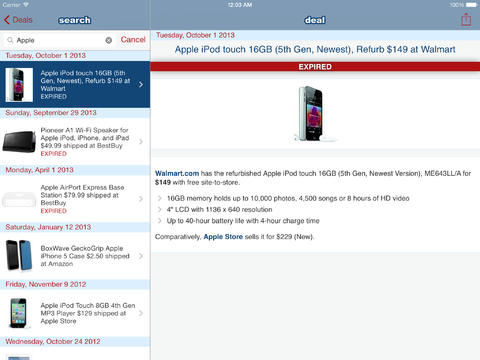 Carrier
12:03 AM
100%
Deals
search
deal
Apple
Cancel
Tuesday, October 1 2013
Apple iPod touch 16GB (5th
Gen, Newest), Refurb $149 at
Walmart
EXPIRED
Sunday, September 29 2013
Pioneer A1 Wi-Fi Speaker for
Apple iPod, iPhone, and iPad
$49.99 shipped at BestBuy
EXPIRED
Monday, April 1 2013
Apple AirPort Express Base
Station $79.99 shipped at
BestBuy
EXPIRED
Saturday, January 12 2013
BoxWave GeckoGrip Apple
iPhone 5 Case $2.50 shipped
at Amazon
Friday, November 9 2012
Apple iPod Touch 8GB 4th Gen
MP3 Player $129 shipped at
Apple Store
Wednesday, October 24 2012
Tuesday, October 1 2013
Apple iPod touch 16GB (5th Gen, Newest), Refurb $149 at Walmart
EXPIRED
Walmart.com has the refurbished Apple iPod touch 16GB (5th Gen, Newest Version), ME643LL/A for
$149 with free site-to-store.
16GB memory holds up to 10,000 photos, 4,500 songs or 8 hours of HD video
4" LCD with 1136 x 640 resolution
Up to 40-hour battery life with 4-hour charge time
Comparatively, Apple Store sells it for $229 (New).